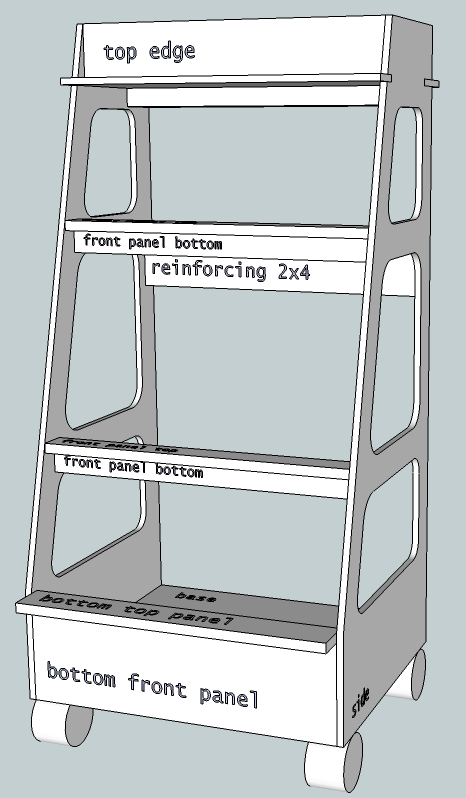 top edge
front panel bottom
reinforcing 2x4
front panel top
front panel bottom
base
bottom top panel
bottom front panel
side